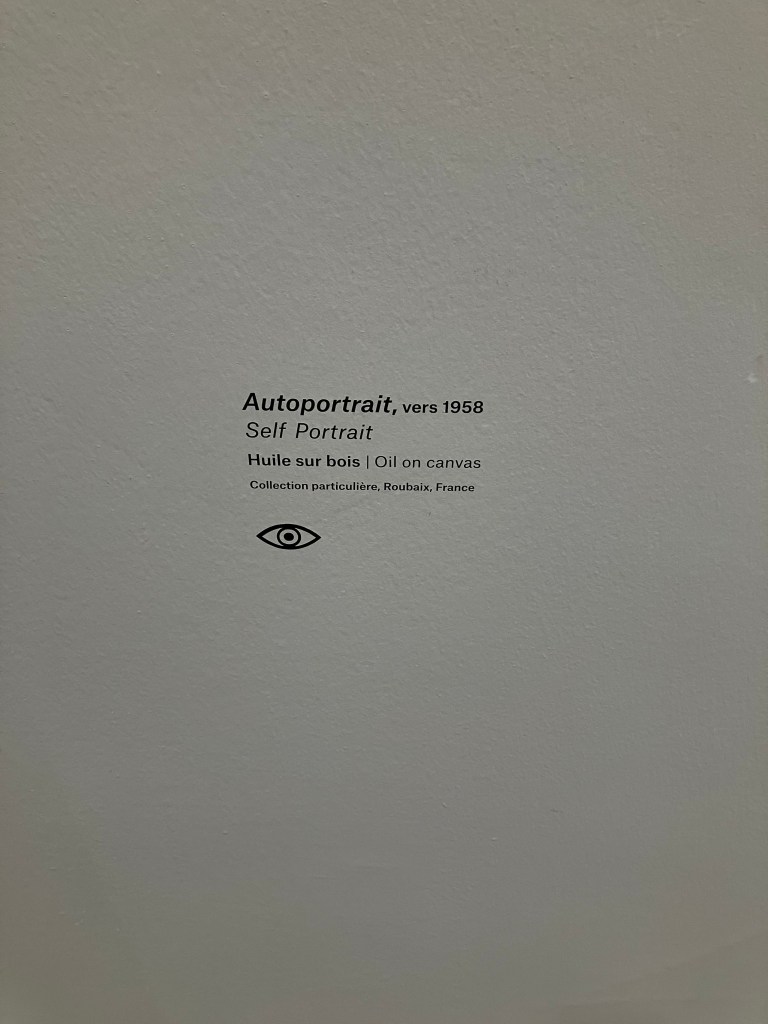 Autoportrait, vers 1958
Self Portrait
Huile sur bois | Oil on canvas
Collection particulière, Roubaix, France